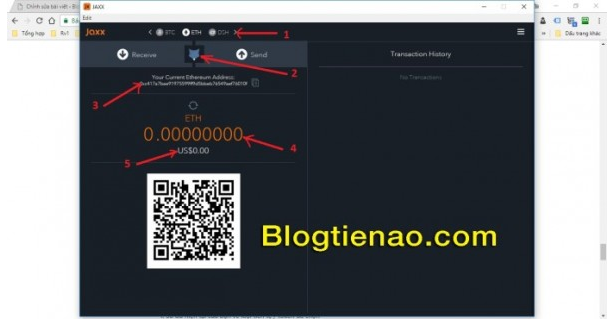 Chỉnh sửa bài viết - Bl
JAXX
Edit
Tổng hợp
Dấu trang khác
jaxx
BTC ETH DSH
1
Receive
Send
Transaction History
2
No Transactions
Your Current Ethereum Address:
3
ETH
0.00000000
4
US$0.00
5
Blogtienao.com